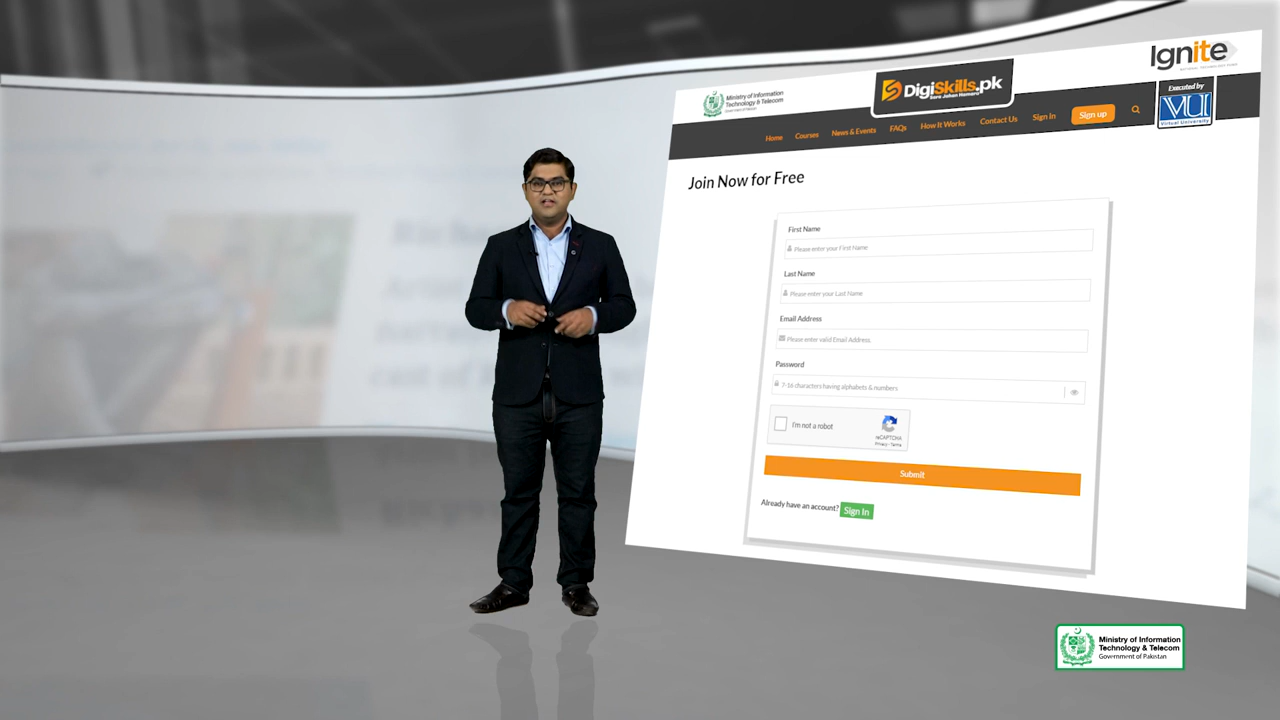 Ignite
Ministry of Information
Technology & Telecom
DigiSkills.pk
Executed by
VU
Virtual University
Home
Courses
News & Events
FAQs
How It Works
Contact Us
Sign In
Sign up
Join Now for Free
First Name
Please enter your First Name
Last Name
Please enter your Last Name
Email Address
Please enter valid Email Address.
Password
7-16 characters having alphabets & numbers
I'm not a robot
reCAPTCHA
Privacy - Terms
Submit
Already have an account? Sign In
Ministry of Information
Technology & Telecom
Government of Pakistan